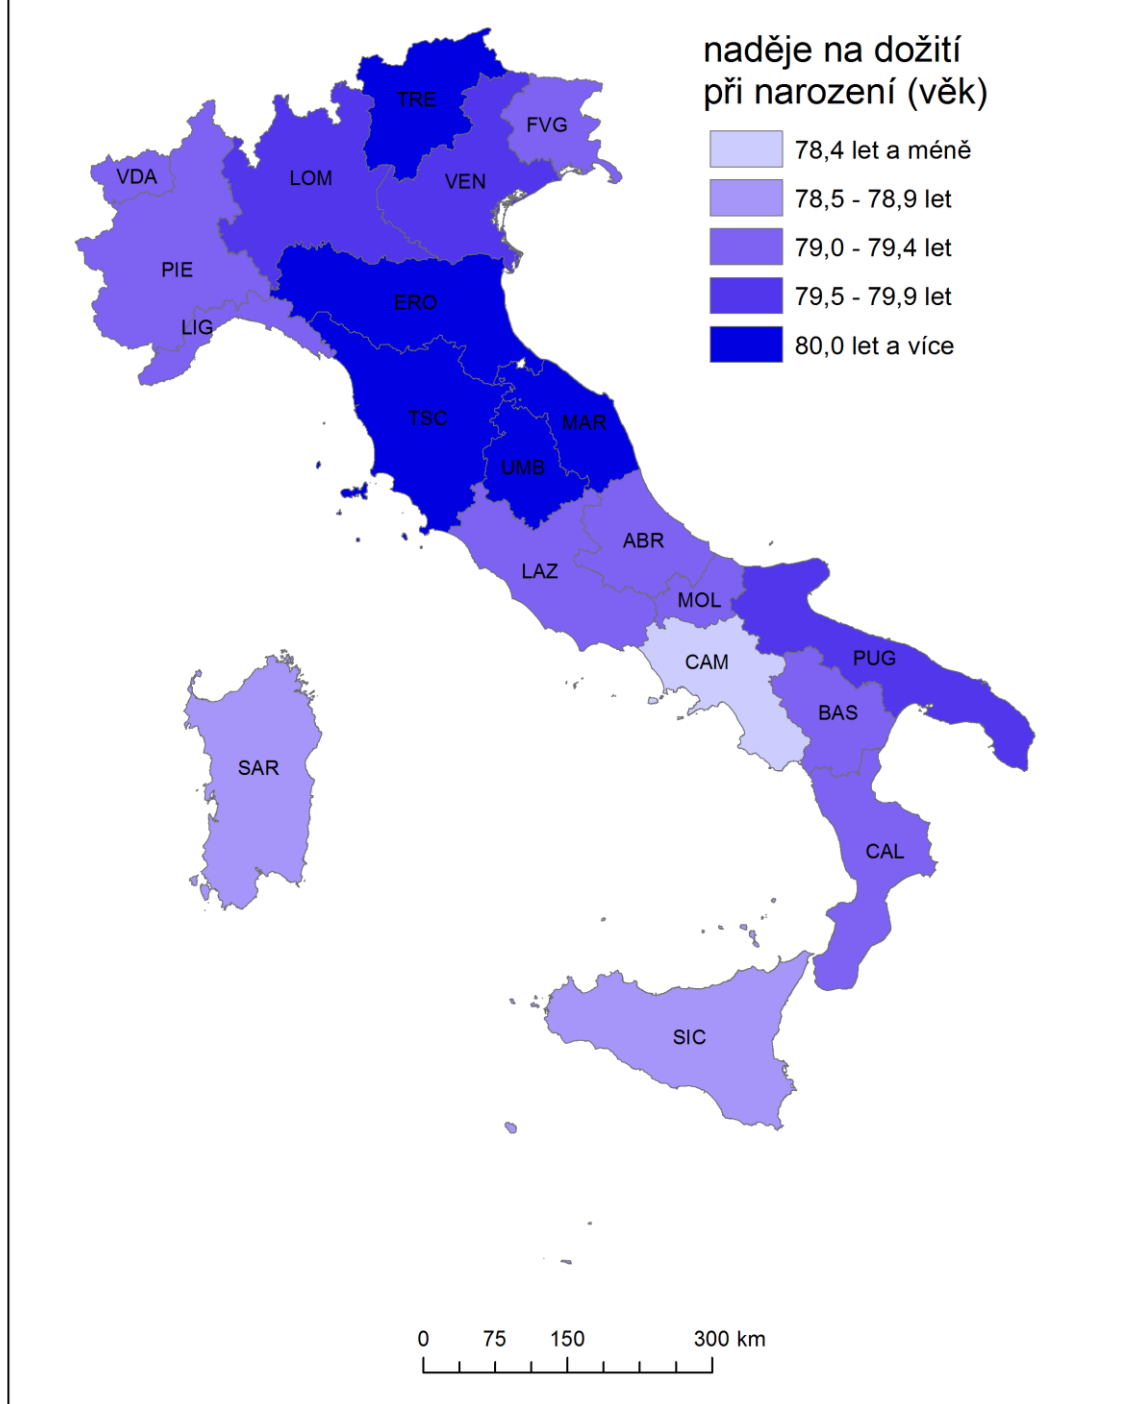 naděje na dožití
při narození (věk)
78,4 let a méně
78,5 - 78,9 let
79,0 - 79,4 let
79,5 - 79,9 let
80,0 let a více
TRE
FVG
VDA
LOM
VEN
PIE
ERO
LIG
TSC
MAR
UMB
ABR
LAZ
MOL
CAM
PUG
BAS
SAR
CAL
SIC
0 75 150 300 km